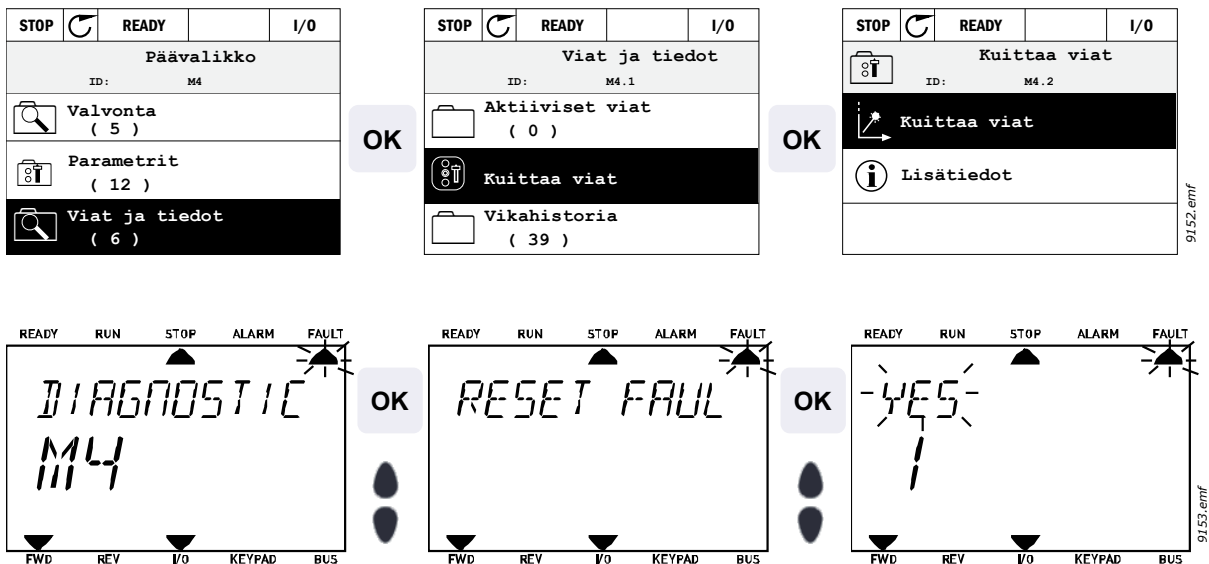 STOP READY I/O
Päävalikko
ID: M4
Valvonta
( 5 )
Parametrit
( 12 )
Viat ja tiedot
( 6 )
OK
STOP READY I/O
Viat ja tiedot
ID: M4.1
Aktiiviset viat
( 0 )
Kuittaa viat
Vikahistoria
( 39 )
OK
STOP READY I/O
Kuittaa viat
ID: M4.2
Kuittaa viat
Lisätiedot
9152.emf
READY RUN STOP ALARM FAULT
DIAGNOSTIC
M4
FWD REV I/O KEYPAD BUS
OK
READY RUN STOP ALARM FAULT
RESET FAUL
FWD REV I/O KEYPAD BUS
OK
READY RUN STOP ALARM FAULT
YES
1
FWD REV I/O KEYPAD BUS
9153.emf